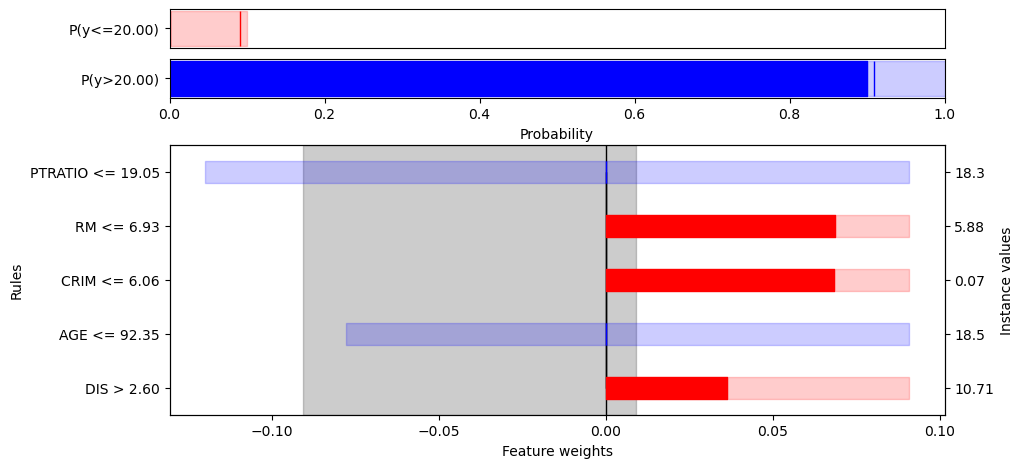 P(y<=20.00)
P(y>20.00)
0.0 0.2 0.4 0.6 0.8 1.0
Probability
PTRATIO <= 19.05 18.3
RM <= 6.93 5.88
CRIM <= 6.06 0.07
AGE <= 92.35 18.5
DIS > 2.60 10.71
Rules
Instance values
−0.10 −0.05 0.00 0.05 0.10
Feature weights